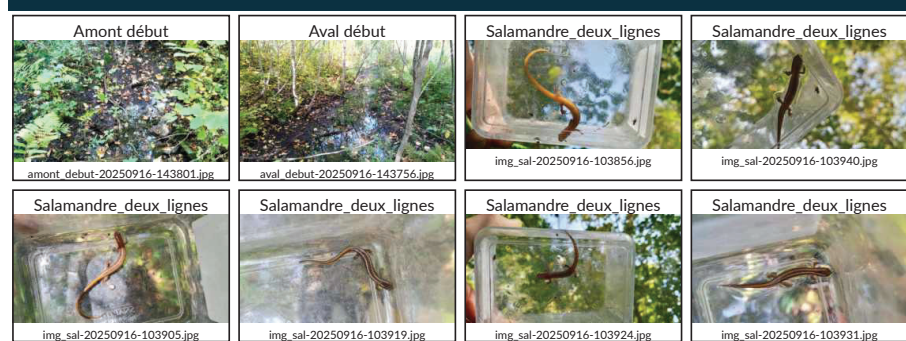 Amont début
Aval début
Salamandre_deux_lignes
Salamandre_deux_lignes
amont_debut-20250916-143801.jpg
aval_debut-20250916-143756.jpg
img_sal-20250916-103856.jpg
img_sal-20250916-103940.jpg
Salamandre_deux_lignes
Salamandre_deux_lignes
Salamandre_deux_lignes
Salamandre_deux_lignes
img_sal-20250916-103905.jpg
img_sal-20250916-103919.jpg
img_sal-20250916-103924.jpg
img_sal-20250916-103931.jpg